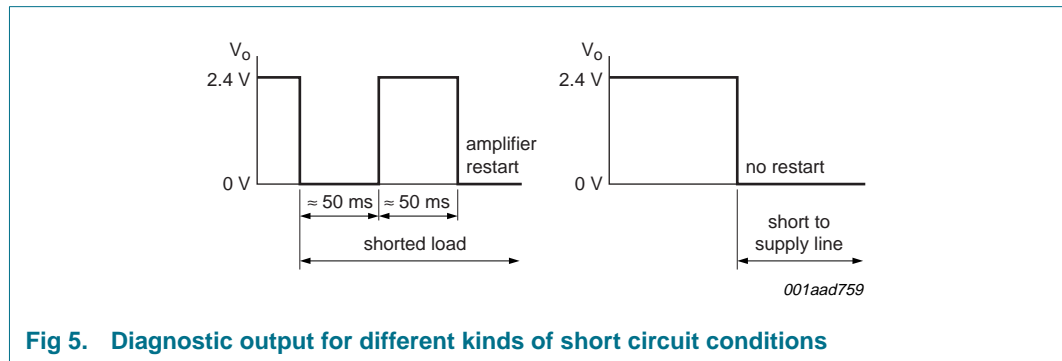 Vo
2.4 V
amplifier
restart
0 V
≈ 50 ms
≈ 50 ms
shorted load
Vo
2.4 V
no restart
0 V
short to
supply line
001aad759
Fig 5. Diagnostic output for different kinds of short circuit conditions